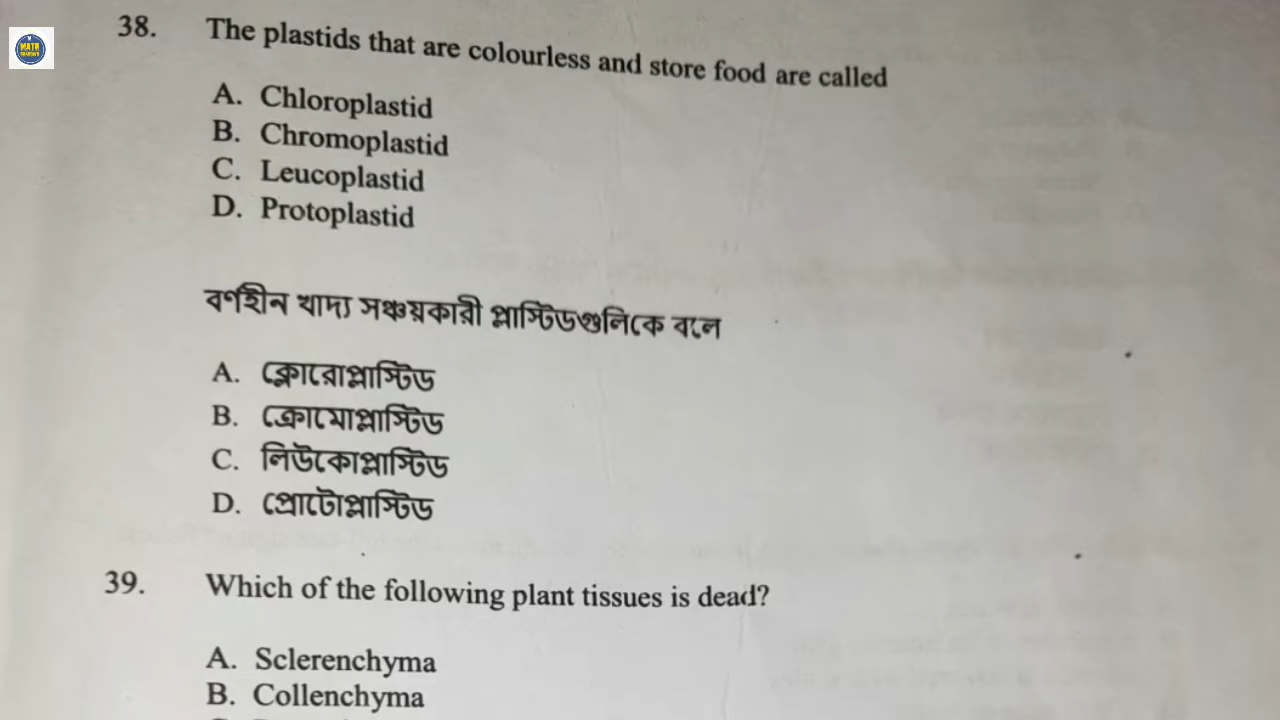 MATH
38. The plastids that are colourless and store food are called
A. Chloroplastid
B. Chromoplastid
C. Leucoplastid
D. Protoplastid
বর্ণহীন খাদ্য সঞ্চয়কারী প্লাস্টিডগুলিকে বলে
A. ক্লোরোপ্লাস্টিড
B. ক্রোমোপ্লাস্টিড
C. লিউকোপ্লাস্টিড
D. প্রোটোপ্লাস্টিড
39. Which of the following plant tissues is dead?
A. Sclerenchyma
B. Collenchyma